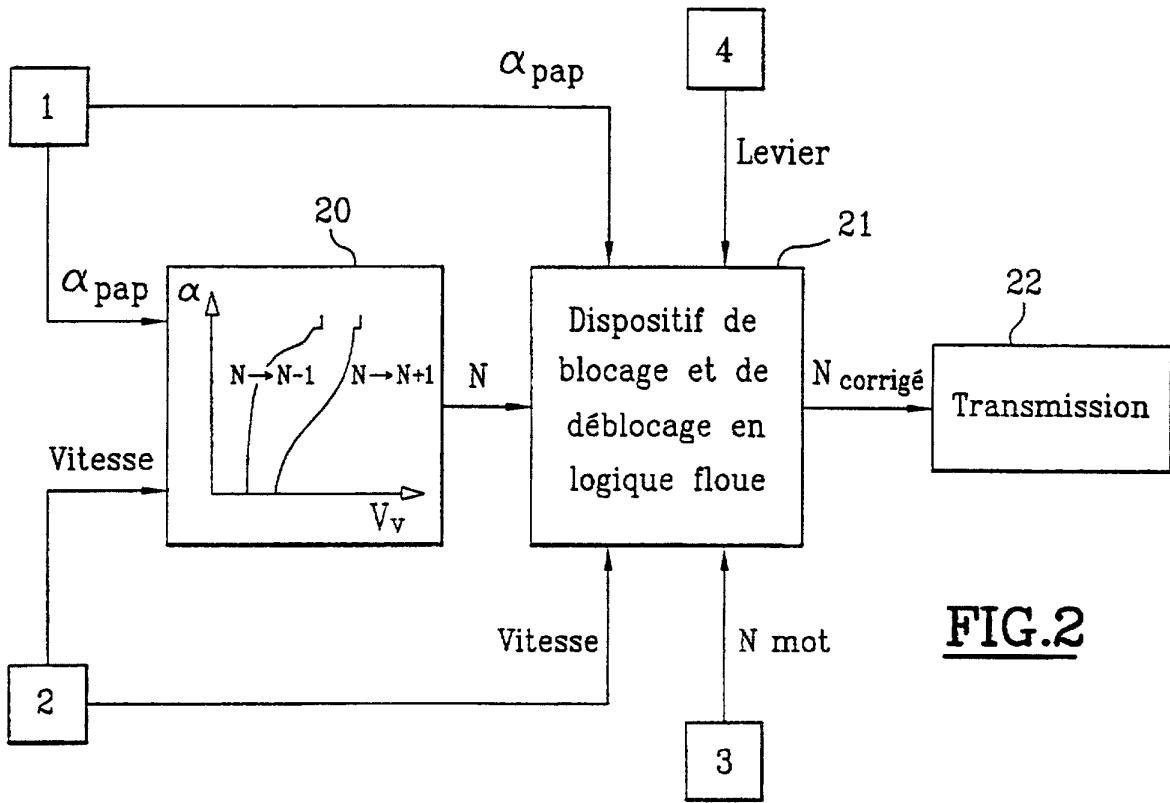 1
α pap
4
Levier
20
21
22
α pap
α
N→N-1
N→N+1
Vv
N
Dispositif de
blocage et de
déblocage en
logique floue
N corrigé
Transmission
Vitesse
Vitesse
N mot
2
3
FIG.2